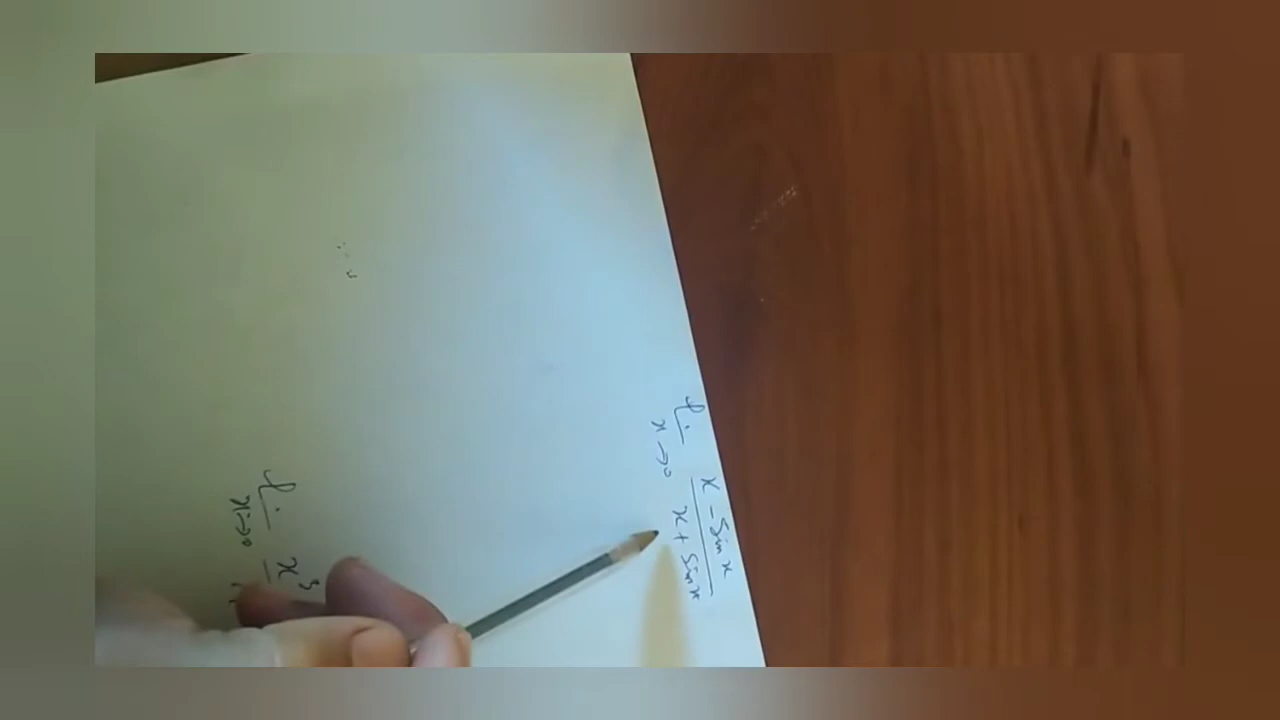 lim x→0 (x - Sin x)/(x + Sin x)
lim x→0 x³